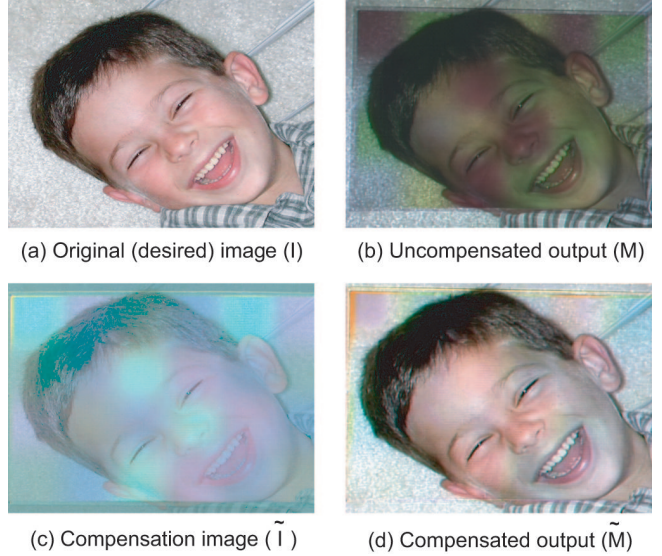 (a) Original (desired) image (I)
(b) Uncompensated output (M)
(c) Compensation image ( Ĩ )
(d) Compensated output (M̃)